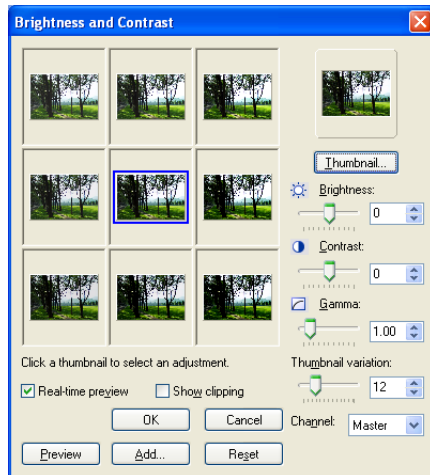 Brightness and Contrast
Thumbnail...
Brightness:
0
Contrast:
0
Gamma:
1.00
Click a thumbnail to select an adjustment.
Thumbnail variation:
Real-time preview
Show clipping
12
OK
Cancel
Channel:
Master
Preview
Add...
Reset